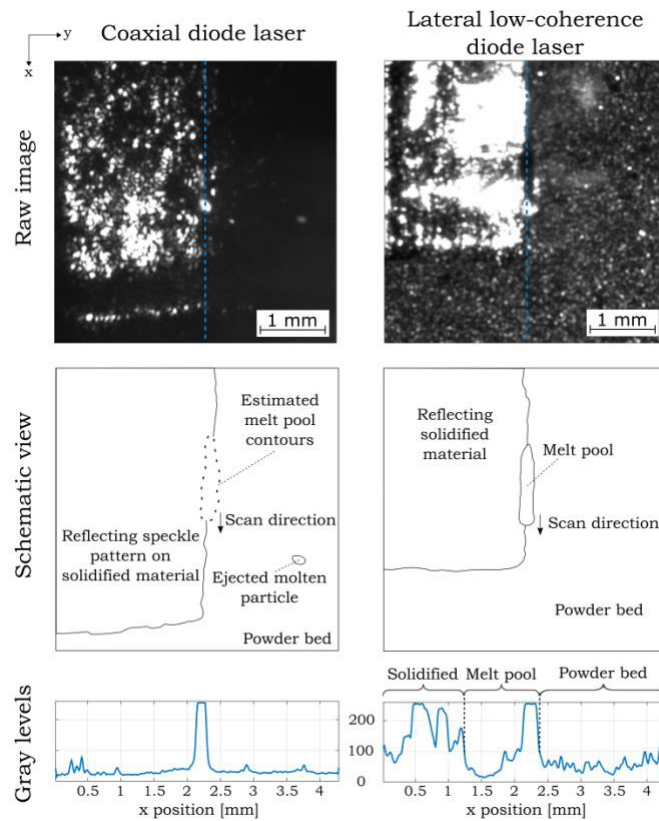 Coaxial diode laser
Lateral low-coherence
diode laser
y
x
Raw image
1 mm
1 mm
Schematic view
Estimated
melt pool
contours
Scan direction
Reflecting speckle
pattern on
solidified material
Ejected molten
particle
Powder bed
Reflecting
solidified
material
Melt pool
Scan direction
Powder bed
Gray levels
0.5 1 1.5 2 2.5 3 3.5 4
x position [mm]
Solidified Melt pool Powder bed
200
100
0
0.5 1 1.5 2 2.5 3 3.5 4
x position [mm]